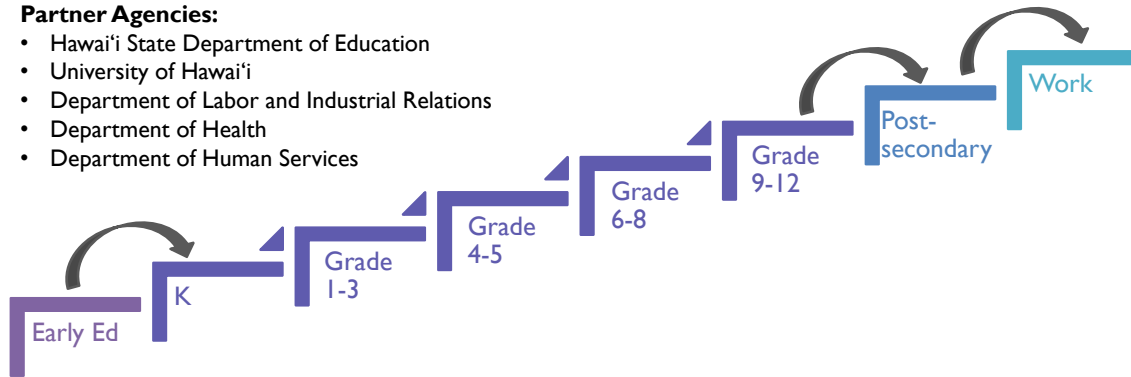 Partner Agencies:
• Hawaiʻi State Department of Education
• University of Hawaiʻi
• Department of Labor and Industrial Relations
• Department of Health
• Department of Human Services
Early Ed
K
Grade
1-3
Grade
4-5
Grade
6-8
Grade
9-12
Post-
secondary
Work